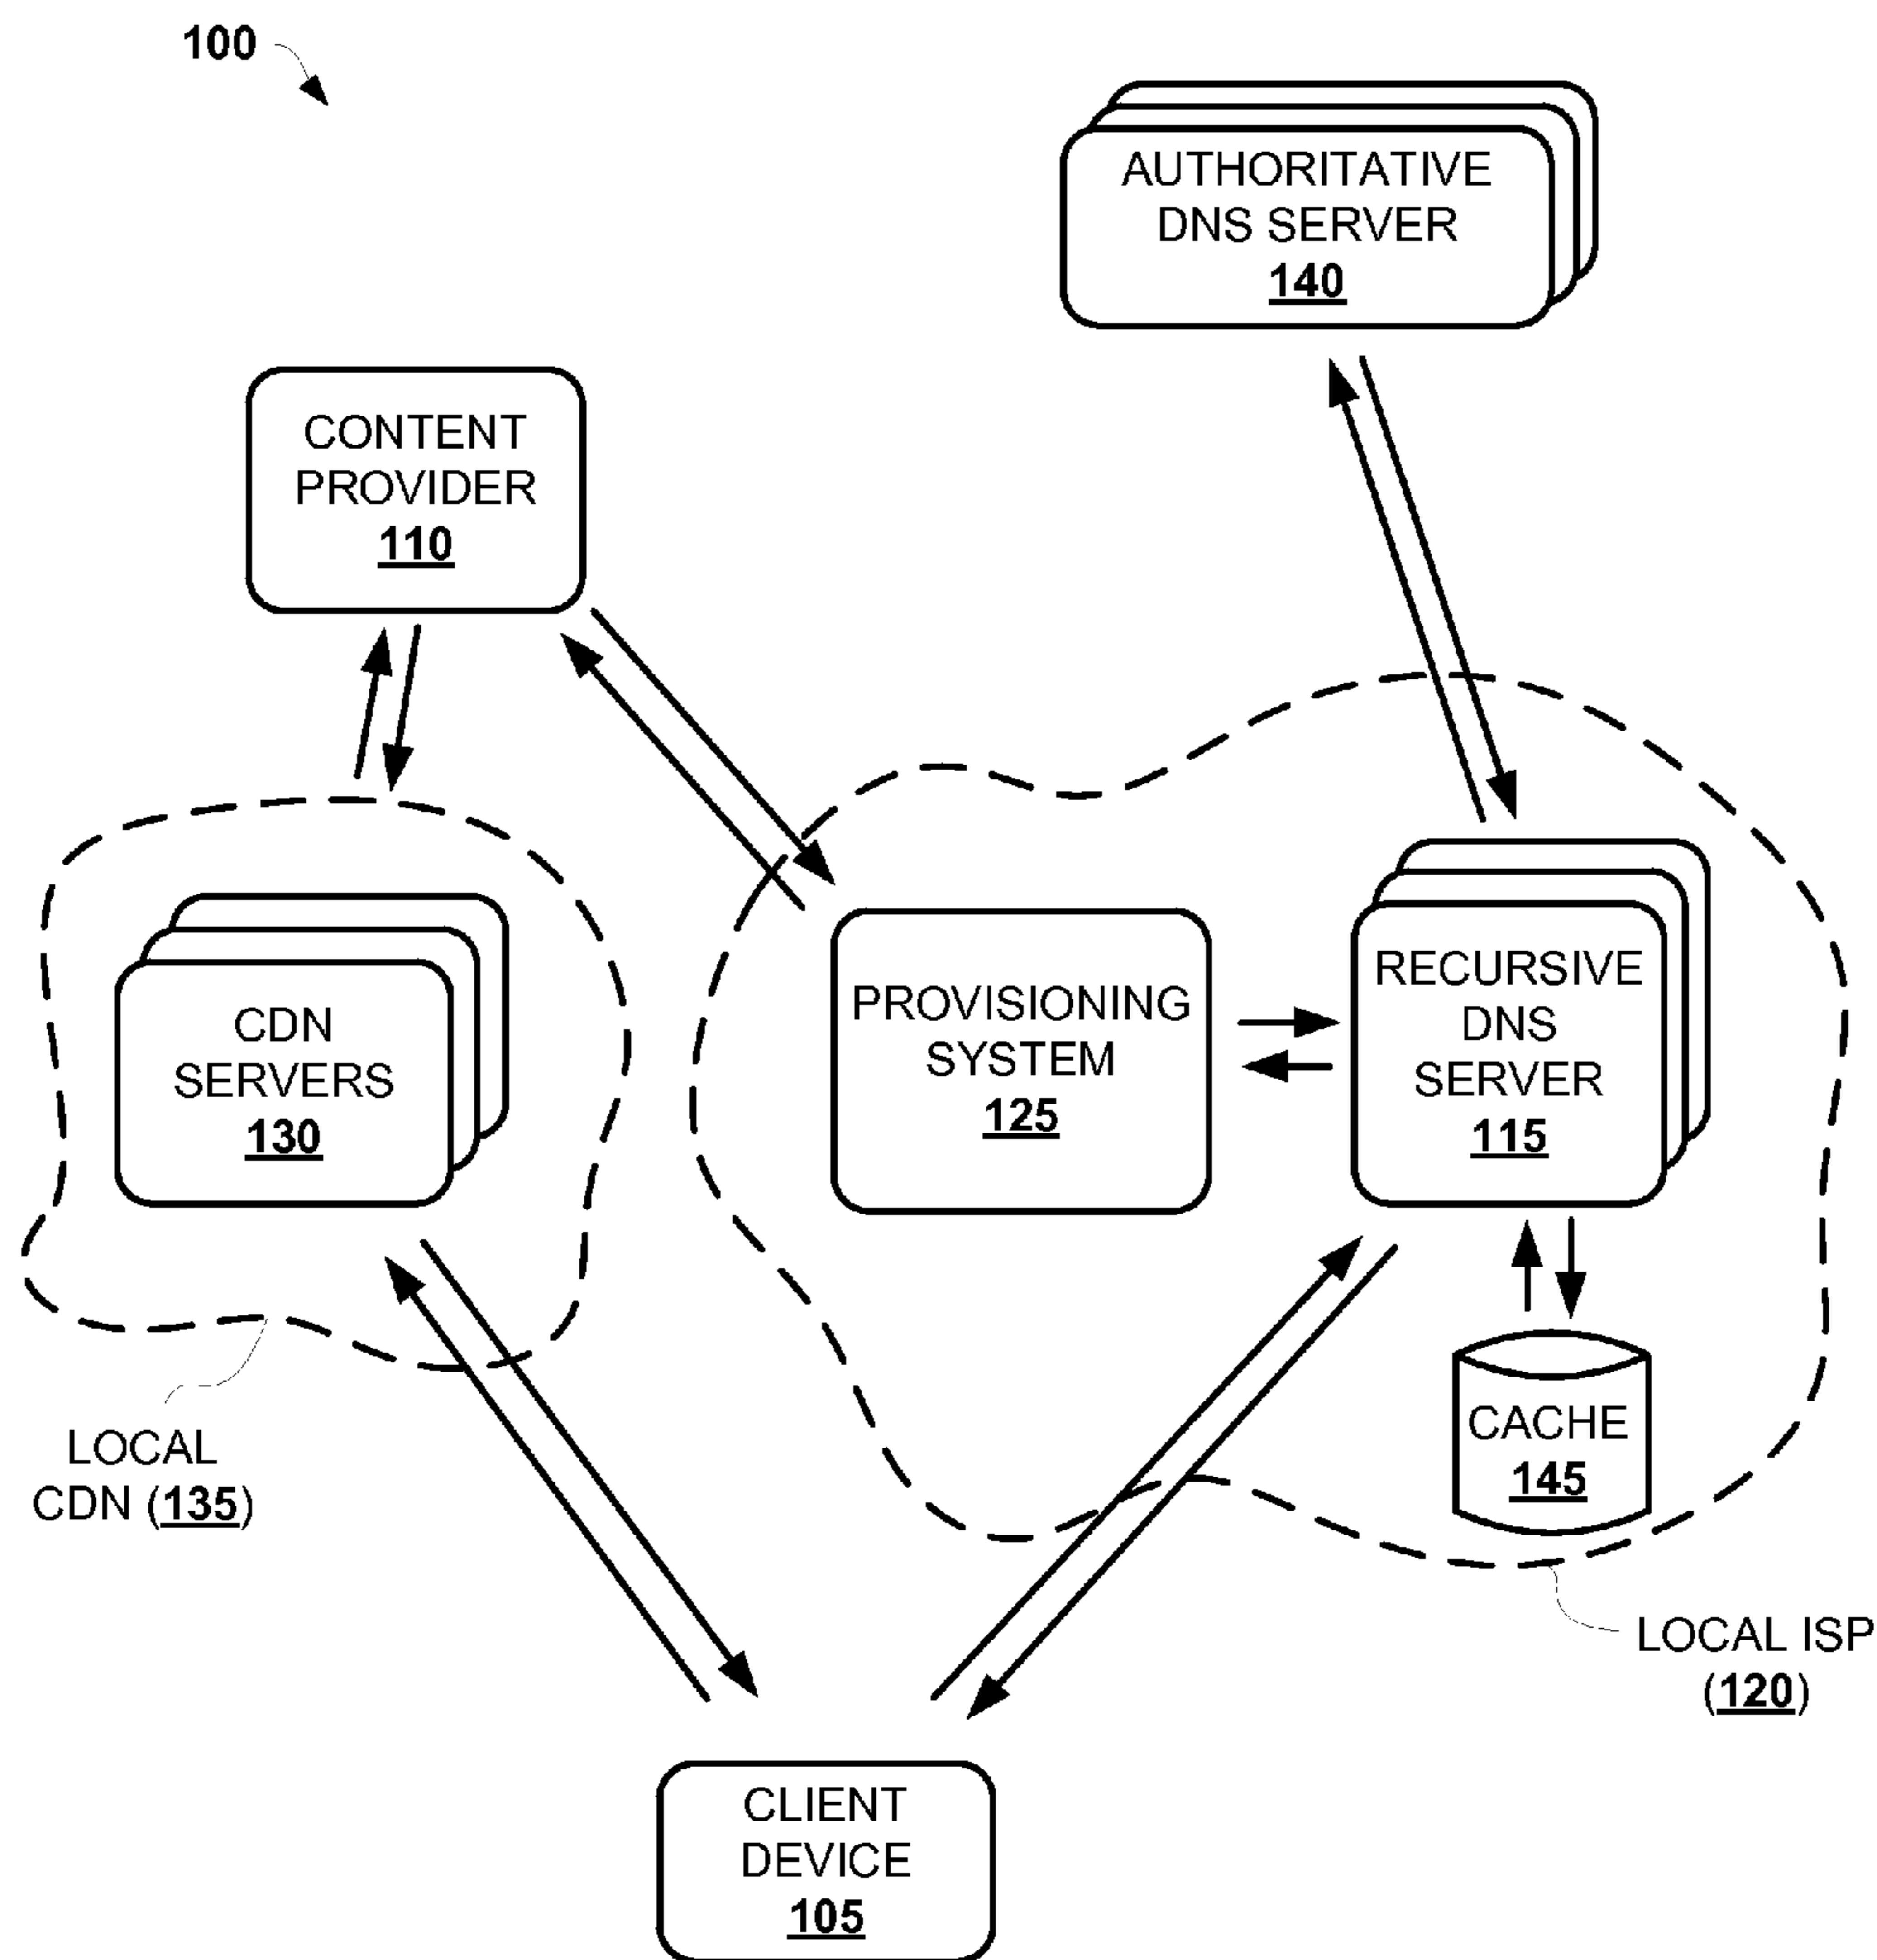 100
AUTHORITATIVE
DNS SERVER
140
CONTENT
PROVIDER
110
CDN
SERVERS
130
PROVISIONING
SYSTEM
125
RECURSIVE
DNS
SERVER
115
CACHE
145
LOCAL
CDN (135)
LOCAL ISP
(120)
CLIENT
DEVICE
105